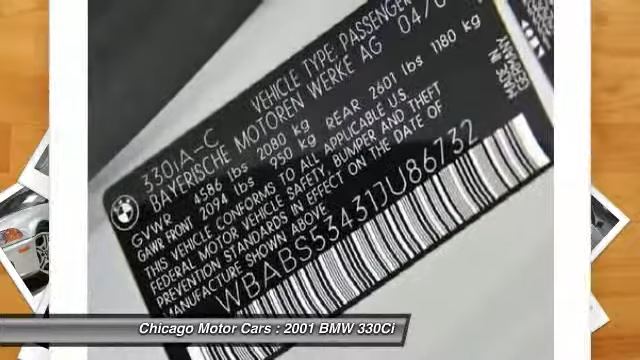 330iA-C VEHICLE TYPE: PASSENGER 04/0
BAYERISCHE MOTOREN WERKE AG
GVWR 4586 lbs 2080 kg
GAWR FRONT 2094 lbs 950 kg REAR 2601 lbs 1180 kg
THIS VEHICLE CONFORMS TO ALL APPLICABLE U.S.
FEDERAL MOTOR VEHICLE SAFETY, BUMPER AND THEFT
PREVENTION STANDARDS IN EFFECT ON THE DATE OF
MANUFACTURE SHOWN ABOVE
WBABS53431JU86732
MADE IN
GERMANY
Chicago Motor Cars : 2001 BMW 330Ci